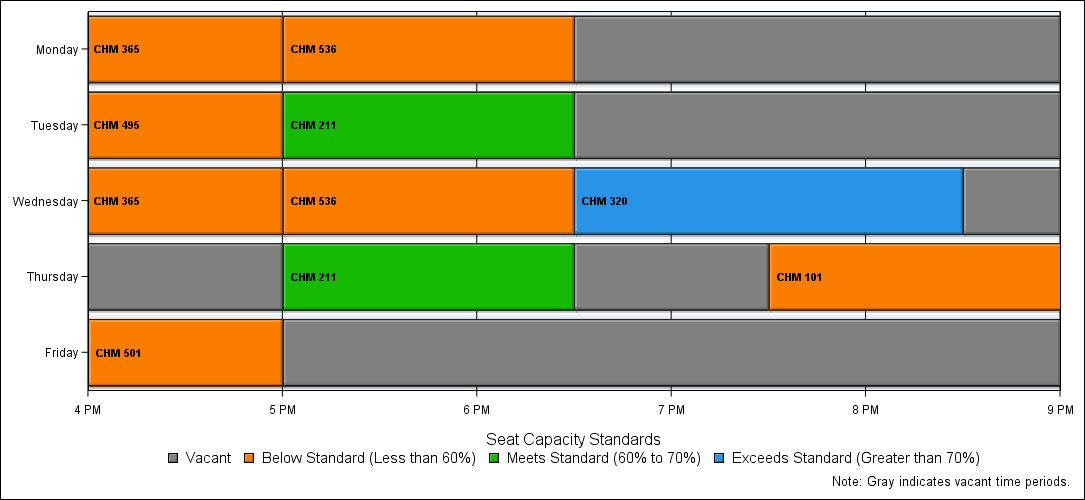 Monday
CHM 365
CHM 536
Tuesday
CHM 495
CHM 211
Wednesday
CHM 365
CHM 536
CHM 320
Thursday
CHM 211
CHM 101
Friday
CHM 501
4 PM 5 PM 6 PM 7 PM 8 PM 9 PM
Seat Capacity Standards
Vacant Below Standard (Less than 60%) Meets Standard (60% to 70%) Exceeds Standard (Greater than 70%)
Note: Gray indicates vacant time periods.